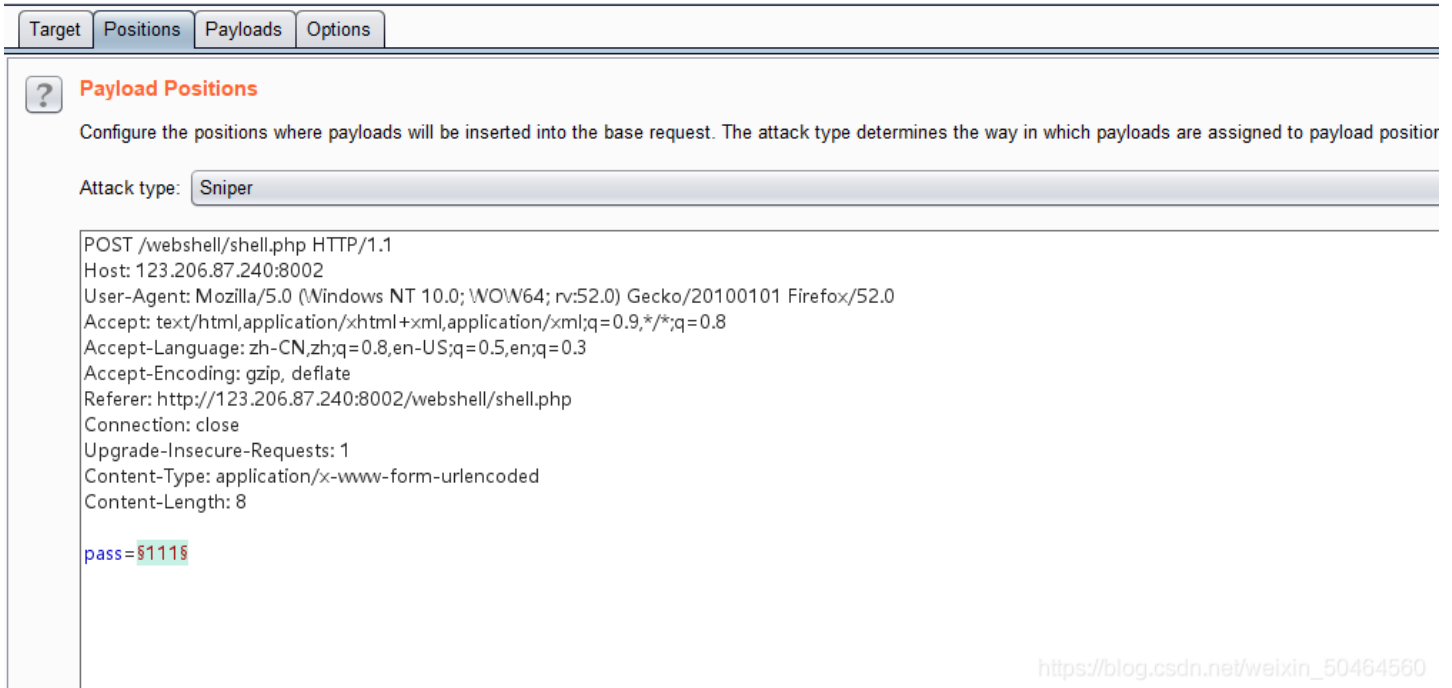 Target Positions Payloads Options
?
Payload Positions
Configure the positions where payloads will be inserted into the base request. The attack type determines the way in which payloads are assigned to payload position
Attack type: Sniper
POST /webshell/shell.php HTTP/1.1
Host: 123.206.87.240:8002
User-Agent: Mozilla/5.0 (Windows NT 10.0; WOW64; rv:52.0) Gecko/20100101 Firefox/52.0
Accept: text/html,application/xhtml+xml,application/xml;q=0.9,*/*;q=0.8
Accept-Language: zh-CN,zh;q=0.8,en-US;q=0.5,en;q=0.3
Accept-Encoding: gzip, deflate
Referer: http://123.206.87.240:8002/webshell/shell.php
Connection: close
Upgrade-Insecure-Requests: 1
Content-Type: application/x-www-form-urlencoded
Content-Length: 8
pass=§111§
https://blog.csdn.net/weixin_50464560